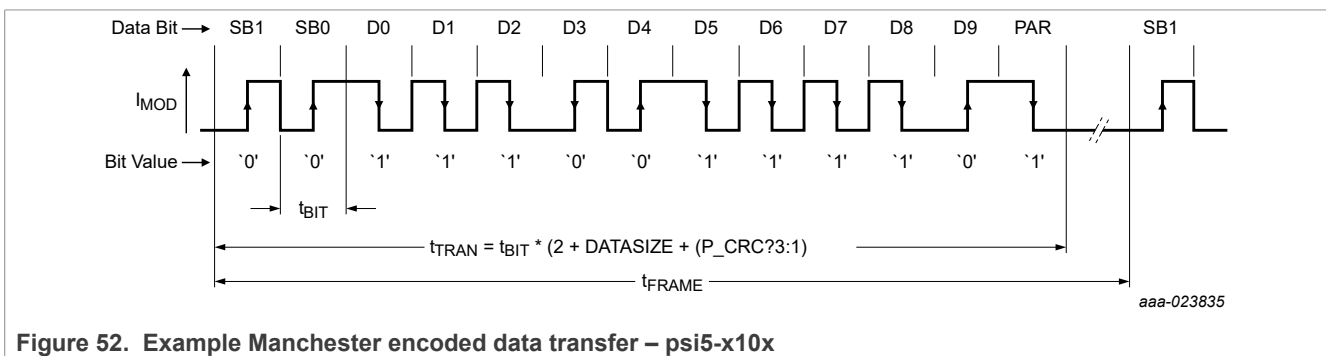 Data Bit SB1 SB0 D0 D1 D2 D3 D4 D5 D6 D7 D8 D9 PAR SB1
IMOD
Bit Value `0' `0' `1' `1' `1' `0' `0' `1' `1' `1' `1' `0' `1'
tBIT
tTRAN = tBIT * (2 + DATASIZE + (P_CRC?3:1)
tFRAME
aaa-023835
Figure 52. Example Manchester encoded data transfer – psi5-x10x